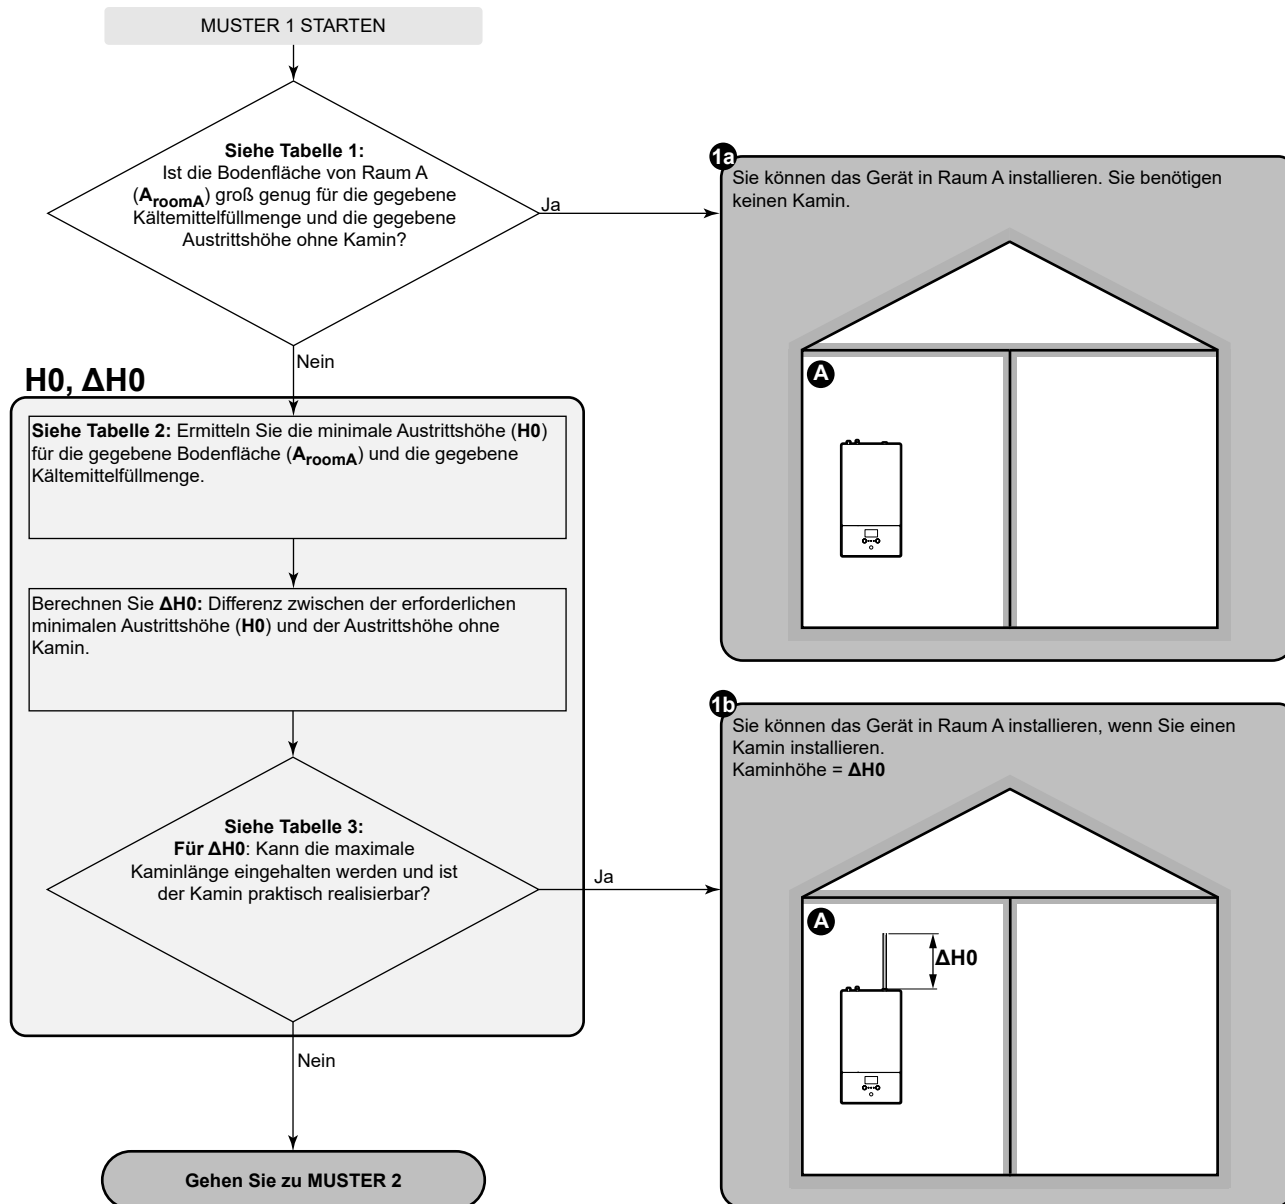 MUSTER 1 STARTEN
Siehe Tabelle 1:
Ist die Bodenfläche von Raum A
(AroomA) groß genug für die gegebene
Kältemittelfüllmenge und die gegebene
Austrittshöhe ohne Kamin?
Ja
1a
Sie können das Gerät in Raum A installieren. Sie benötigen
keinen Kamin.
A
Nein
H0, ΔH0
Siehe Tabelle 2: Ermitteln Sie die minimale Austrittshöhe (H0)
für die gegebene Bodenfläche (AroomA) und die gegebene
Kältemittelfüllmenge.
Berechnen Sie ΔH0: Differenz zwischen der erforderlichen
minimalen Austrittshöhe (H0) und der Austrittshöhe ohne
Kamin.
Siehe Tabelle 3:
Für ΔH0: Kann die maximale
Kaminlänge eingehalten werden und ist
der Kamin praktisch realisierbar?
Ja
1b
Sie können das Gerät in Raum A installieren, wenn Sie einen
Kamin installieren.
Kaminhöhe = ΔH0
A
ΔH0
Nein
Gehen Sie zu MUSTER 2